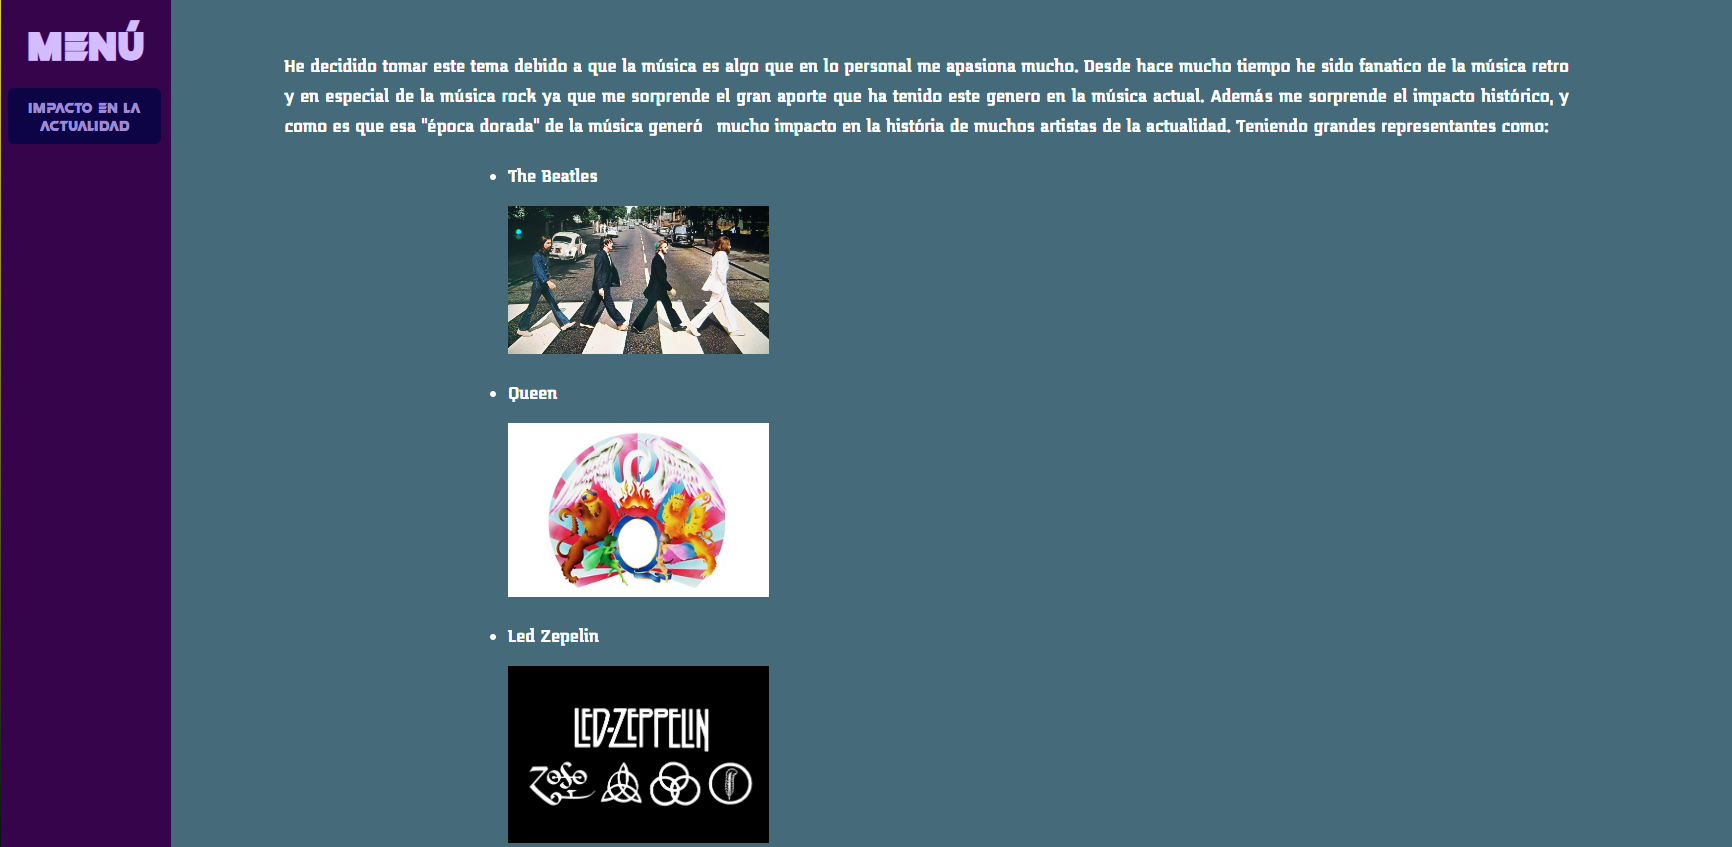 MENÚ
IMPACTO EN LA
ACTUALIDAD
He decidido tomar este tema debido a que la música es algo que en lo personal me apasiona mucho. Desde hace mucho tiempo he sido fanatico de la música retro
y en especial de la música rock ya que me sorprende el gran aporte que ha tenido este genero en la música actual. Además me sorprende el impacto histórico, y
como es que esa "época dorada" de la música generó mucho impacto en la história de muchos artistas de la actualidad. Teniendo grandes representantes como:
• The Beatles
• Queen
• Led Zepelin
LED-ZEPPELIN